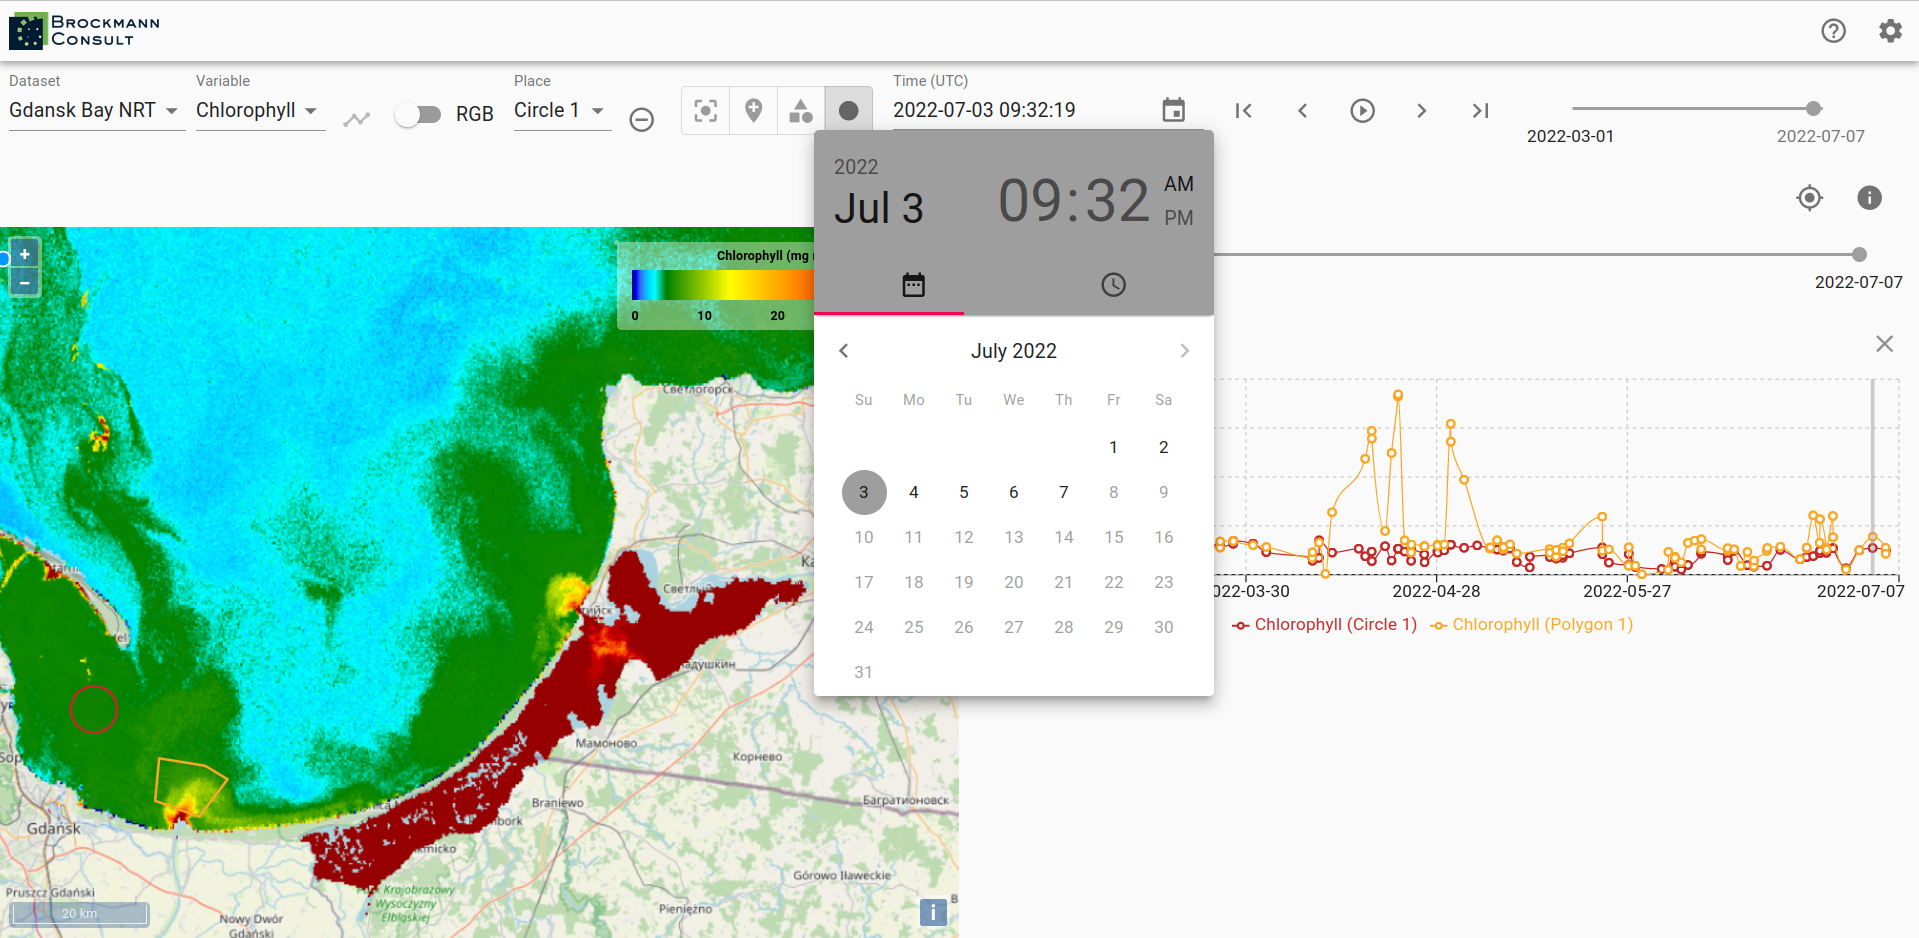 BROCKMANN
CONSULT
Dataset
Gdansk Bay NRT
Variable
Chlorophyll
RGB
Place
Circle 1
Time (UTC)
2022-07-03 09:32:19
2022-03-01
2022-07-07
2022
Jul 3
09:32
AM
PM
July 2022
Su Mo Tu We Th Fr Sa
1 2
3 4 5 6 7 8 9
10 11 12 13 14 15 16
17 18 19 20 21 22 23
24 25 26 27 28 29 30
31
+
−
Chlorophyll (mg
0 10 20
Светлогорск
Светлый
тийск
адушкин
Мамоново
Корнево
Багратионовск
Braniewo
Gdańsk
Pruszcz Gdański
Nowy Dwór
Gdański
Krajobrazowy
Wysoczyzny
Elbląskiej
Pieniężno
Górowo Iławeckie
20 km
i
2022-07-07
022-03-30
2022-04-28
2022-05-27
2022-07-07
Chlorophyll (Circle 1)
Chlorophyll (Polygon 1)